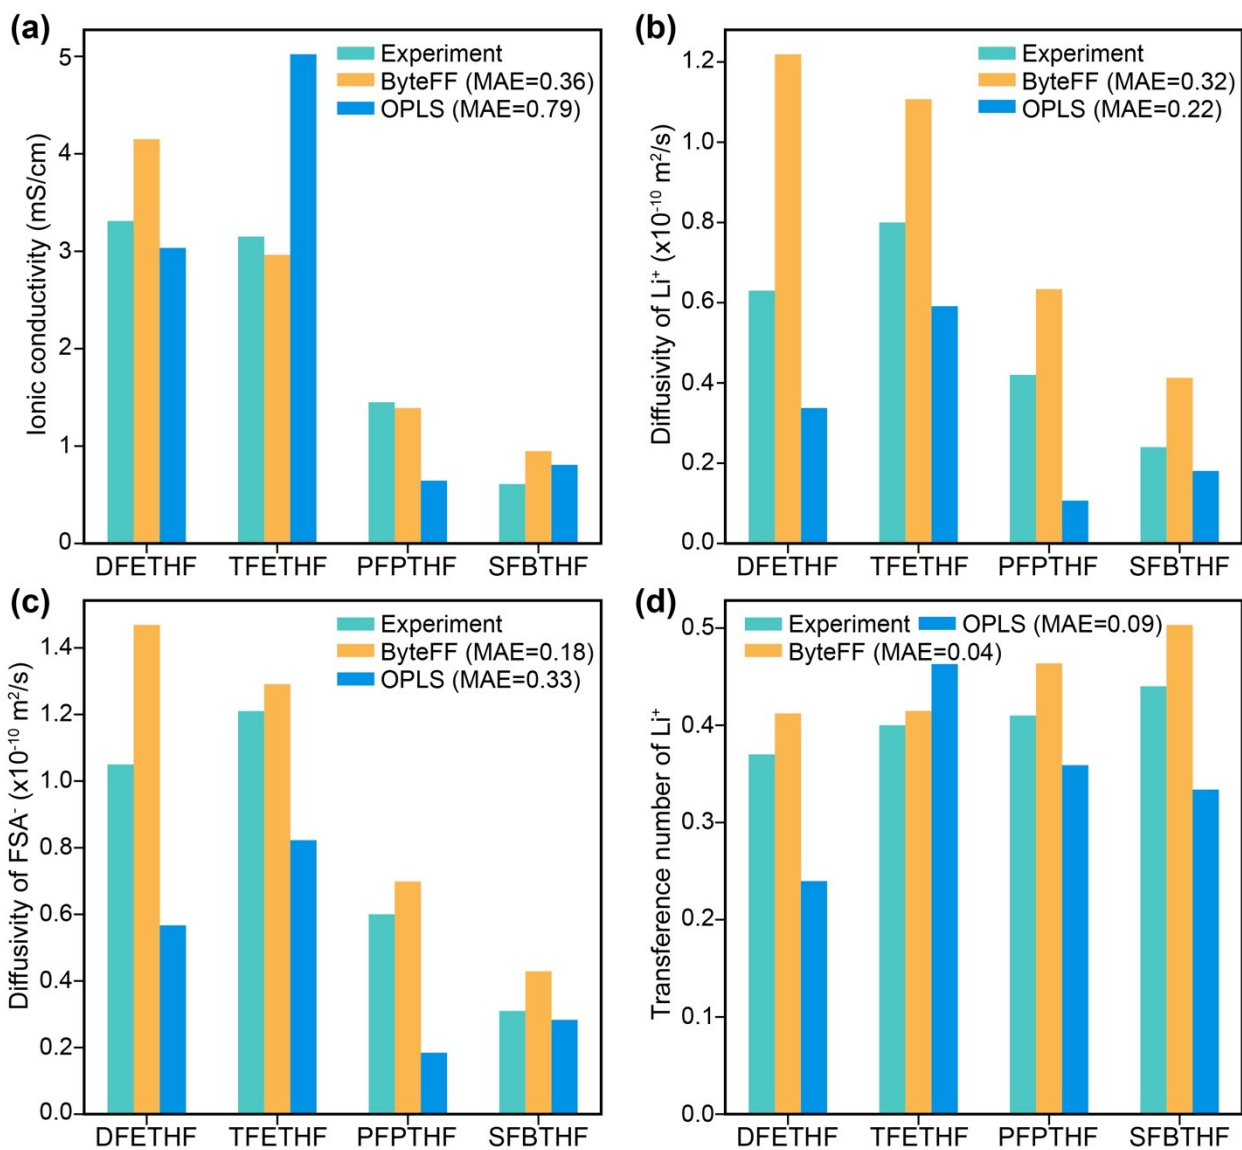 (a)
Ionic conductivity (mS/cm)
5
4
3
2
1
0
Experiment
ByteFF (MAE=0.36)
OPLS (MAE=0.79)
DFETHF TFETHF PFPTHF SFBTHF
(b)
Diffusivity of Li⁺ (x10⁻¹⁰ m²/s)
1.2
1.0
0.8
0.6
0.4
0.2
0.0
Experiment
ByteFF (MAE=0.32)
OPLS (MAE=0.22)
DFETHF TFETHF PFPTHF SFBTHF
(c)
Diffusivity of FSA⁻ (x10⁻¹⁰ m²/s)
1.4
1.2
1.0
0.8
0.6
0.4
0.2
0.0
Experiment
ByteFF (MAE=0.18)
OPLS (MAE=0.33)
DFETHF TFETHF PFPTHF SFBTHF
(d)
Transference number of Li⁺
0.5
0.4
0.3
0.2
0.1
0.0
Experiment OPLS (MAE=0.09)
ByteFF (MAE=0.04)
DFETHF TFETHF PFPTHF SFBTHF